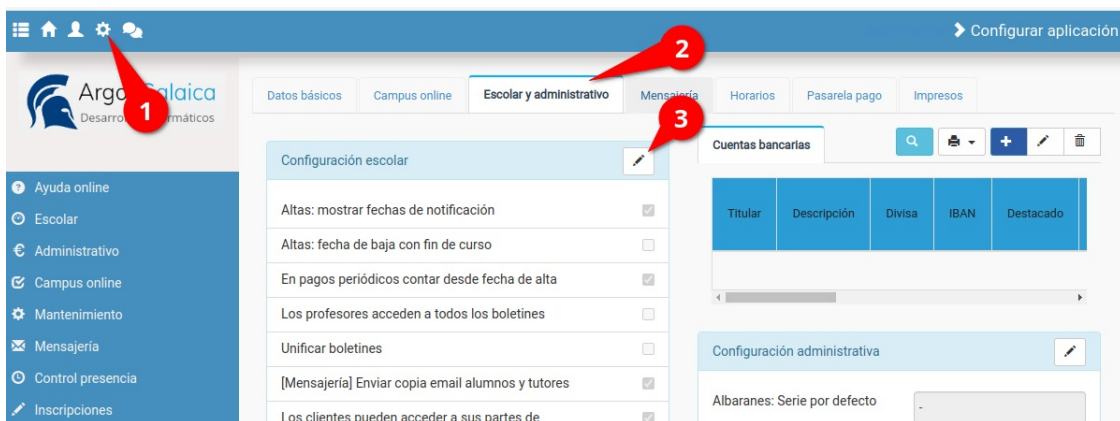 Configurar aplicación
1
2
3
Argo Galaica
Datos básicos
Campus online
Escolar y administrativo
Mensajería
Horarios
Pasarela pago
Impresos
Ayuda online
Escolar
Administrativo
Campus online
Mantenimiento
Mensajería
Control presencia
Inscripciones
Configuración escolar
Altas: mostrar fechas de notificación
Altas: fecha de baja con fin de curso
En pagos periódicos contar desde fecha de alta
Los profesores acceden a todos los boletines
Unificar boletines
[Mensajería] Enviar copia email alumnos y tutores
Los clientes pueden acceder a sus partes de
Cuentas bancarias
Titular
Descripción
Divisa
IBAN
Destacado
Configuración administrativa
Albaranes: Serie por defecto
-